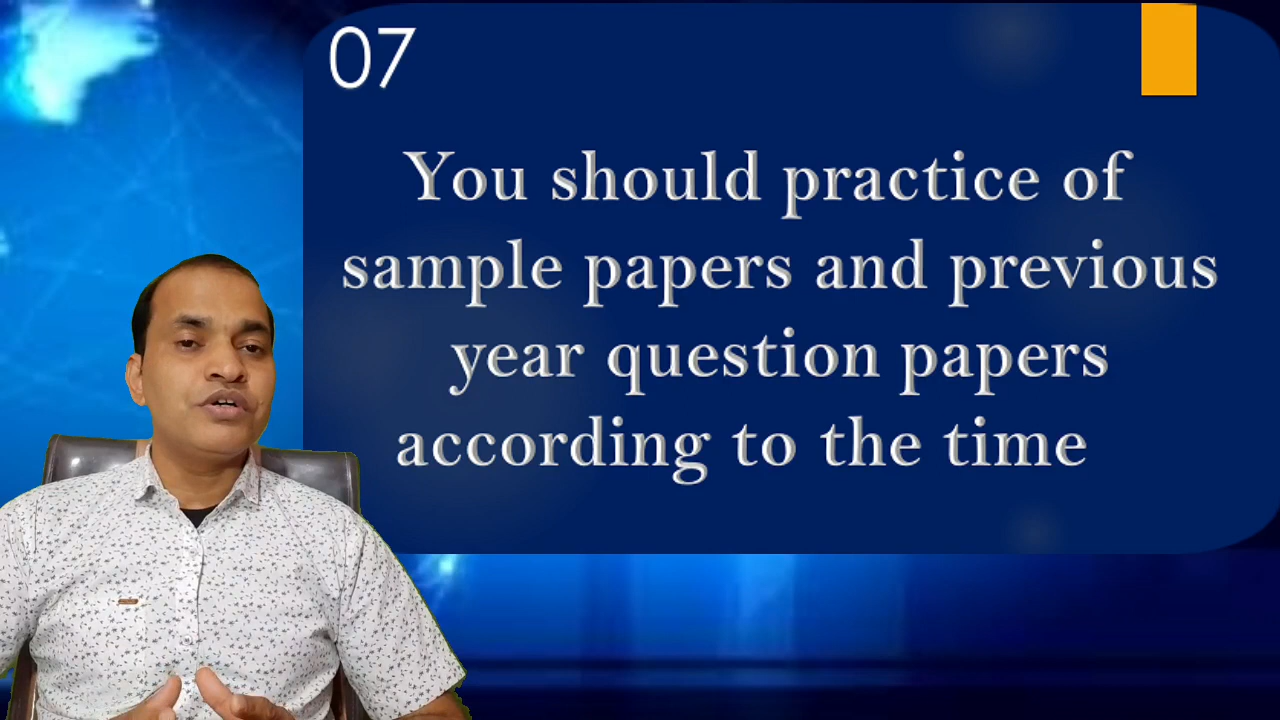 07
You should practice of
sample papers and previous
year question papers
according to the time